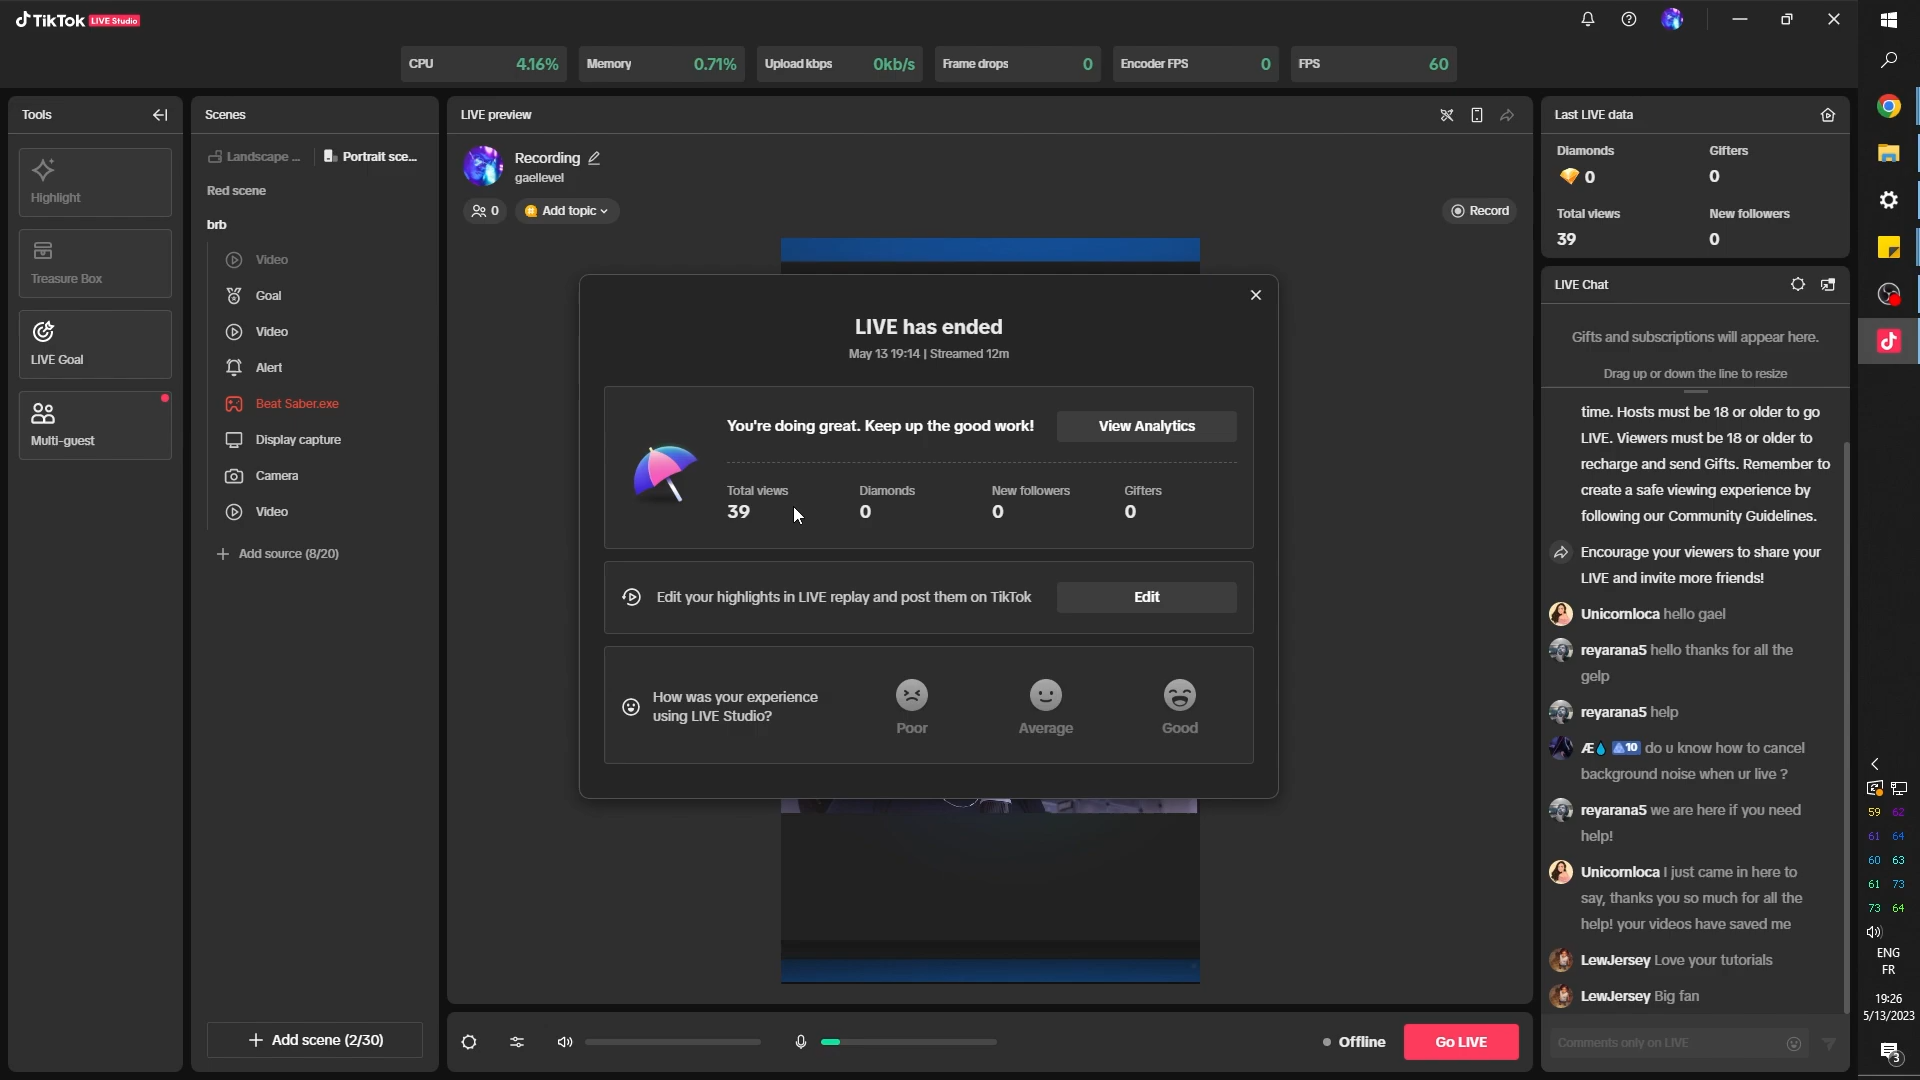 TikTok LIVE Studio
CPU 4.16%
Memory 0.71%
Upload kbps 0kb/s
Frame drops 0
Encoder FPS 0
FPS 60
Tools
Highlight
Treasure Box
LIVE Goal
Multi-guest
Scenes
Landscape ...
Portrait sce...
Red scene
brb
Video
Goal
Video
Alert
Beat Saber.exe
Display capture
Camera
Video
+ Add source (8/20)
+ Add scene (2/30)
LIVE preview
Recording
gaellevel
0
Add topic
Record
LIVE has ended
May 13 19:14 | Streamed 12m
You're doing great. Keep up the good work!
View Analytics
Total views Diamonds New followers Gifters
39 0 0 0
Edit your highlights in LIVE replay and post them on TikTok
Edit
How was your experience
using LIVE Studio?
Poor
Average
Good
Offline
Go LIVE
Last LIVE data
Diamonds Gifters
0 0
Total views New followers
39 0
LIVE Chat
Gifts and subscriptions will appear here.
Drag up or down the line to resize
time. Hosts must be 18 or older to go
LIVE. Viewers must be 18 or older to
recharge and send Gifts. Remember to
create a safe viewing experience by
following our Community Guidelines.
Encourage your viewers to share your
LIVE and invite more friends!
Unicornloca hello gael
reyarana5 hello thanks for all the
gelp
reyarana5 help
Æ💧 10 do u know how to cancel
background noise when ur live ?
reyarana5 we are here if you need
help!
Unicornloca I just came in here to
say, thanks you so much for all the
help! your videos have saved me
LewJersey Love your tutorials
LewJersey Big fan
Comments only on LIVE
59 62
61 64
60 63
61 73
73 64
ENG
FR
19:26
5/13/2023
3